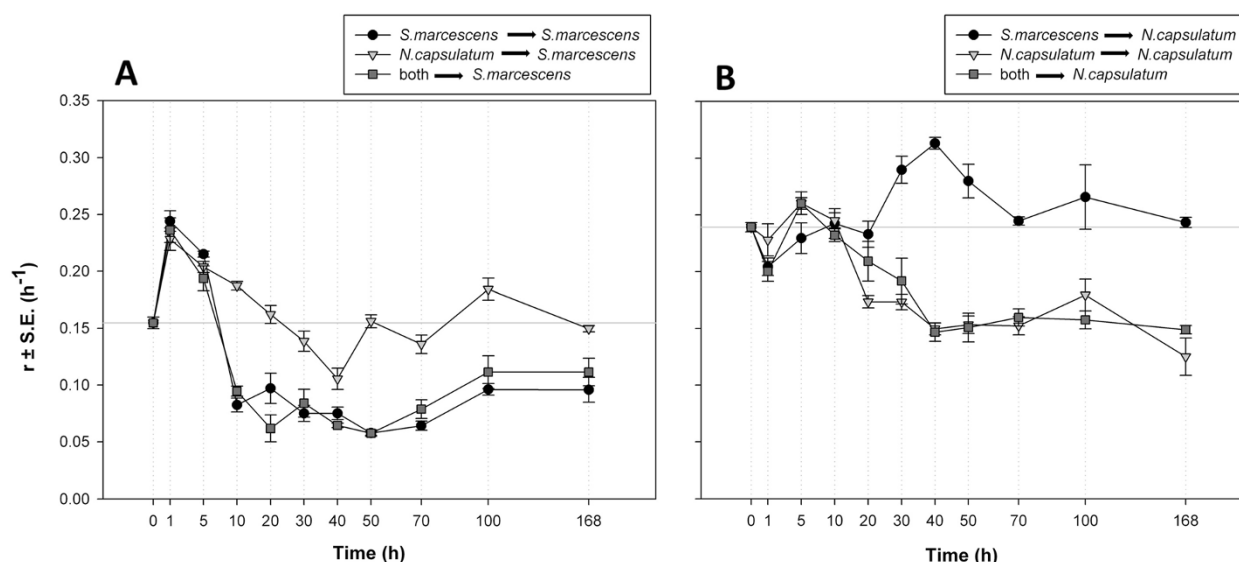 S.marcescens S.marcescens
N.capsulatum S.marcescens
both S.marcescens
A
S.marcescens N.capsulatum
N.capsulatum N.capsulatum
both N.capsulatum
B
r ± S.E. (h⁻¹)
0.35
0.30
0.25
0.20
0.15
0.10
0.05
0.00
0 1 5 10 20 30 40 50 70 100 168
Time (h)
0 1 5 10 20 30 40 50 70 100 168
Time (h)